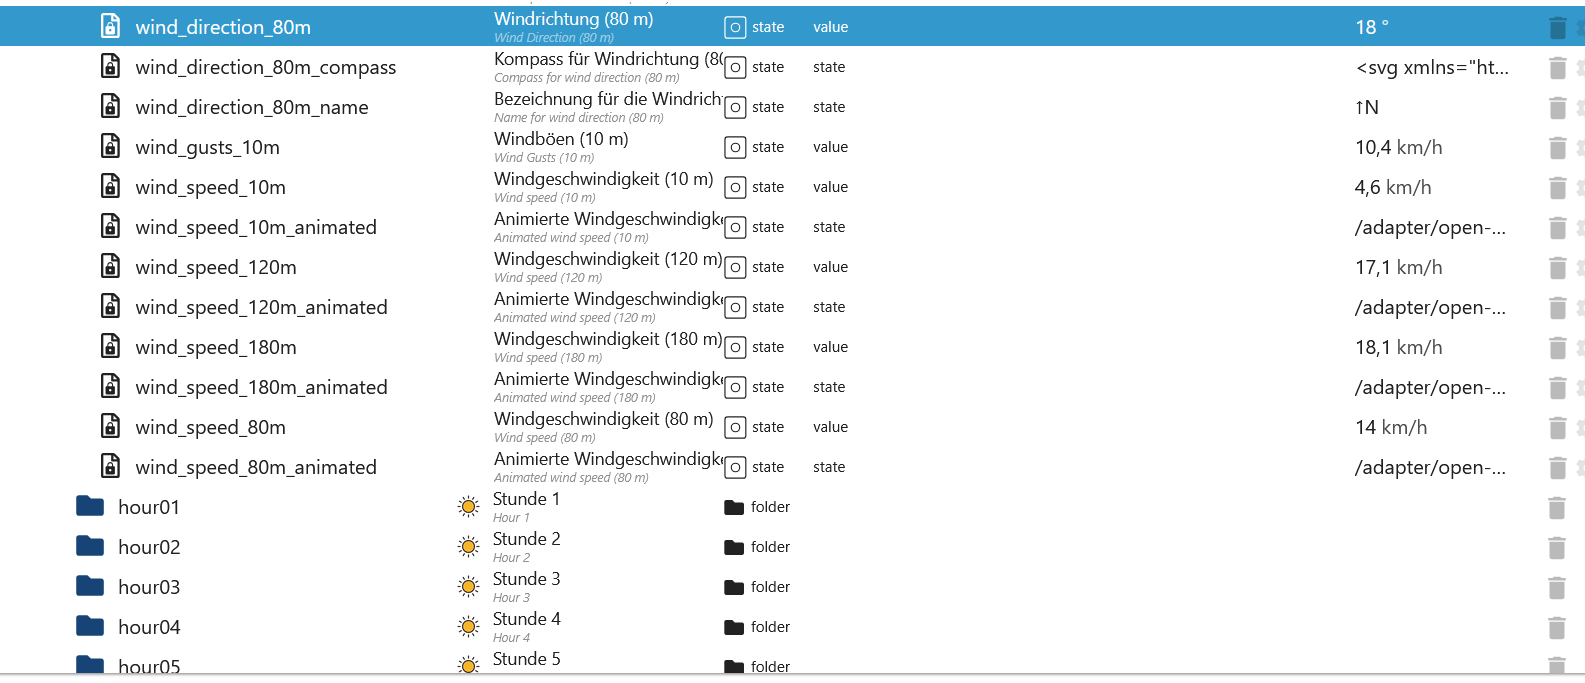 wind_direction_80m Windrichtung (80 m) state value 18 °
Wind Direction (80 m)
wind_direction_80m_compass Kompass für Windrichtung (80 state state <svg xmlns="ht...
Compass for wind direction (80 m)
wind_direction_80m_name Bezeichnung für die Windrich state state ↑N
Name for wind direction (80 m)
wind_gusts_10m Windböen (10 m) state value 10,4 km/h
Wind Gusts (10 m)
wind_speed_10m Windgeschwindigkeit (10 m) state value 4,6 km/h
Wind speed (10 m)
wind_speed_10m_animated Animierte Windgeschwindigke state state /adapter/open-...
Animated wind speed (10 m)
wind_speed_120m Windgeschwindigkeit (120 m) state value 17,1 km/h
Wind speed (120 m)
wind_speed_120m_animated Animierte Windgeschwindigke state state /adapter/open-...
Animated wind speed (120 m)
wind_speed_180m Windgeschwindigkeit (180 m) state value 18,1 km/h
Wind speed (180 m)
wind_speed_180m_animated Animierte Windgeschwindigke state state /adapter/open-...
Animated wind speed (180 m)
wind_speed_80m Windgeschwindigkeit (80 m) state value 14 km/h
Wind speed (80 m)
wind_speed_80m_animated Animierte Windgeschwindigke state state /adapter/open-...
Animated wind speed (80 m)
hour01 Stunde 1 folder
Hour 1
hour02 Stunde 2 folder
Hour 2
hour03 Stunde 3 folder
Hour 3
hour04 Stunde 4 folder
Hour 4
hour05 Stunde 5 folder